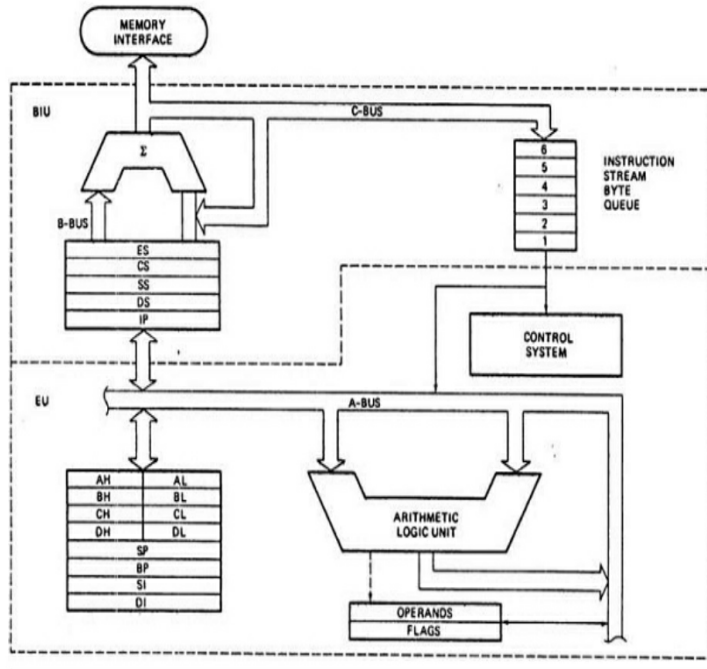 MEMORY
INTERFACE
BIU
C-BUS
Σ
B-BUS
6
5
4
3
2
1
INSTRUCTION
STREAM
BYTE
QUEUE
ES
CS
SS
DS
IP
CONTROL
SYSTEM
EU
A-BUS
AH AL
BH BL
CH CL
DH DL
SP
BP
SI
DI
ARITHMETIC
LOGIC UNIT
OPERANDS
FLAGS